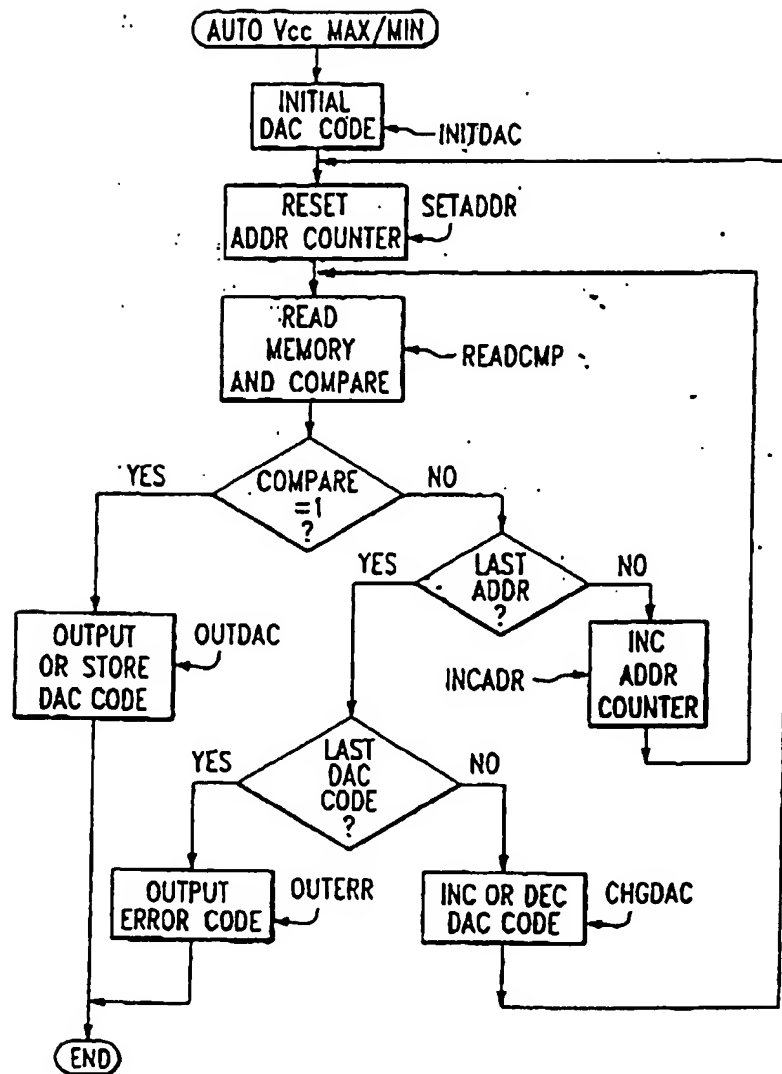 AUTO Vcc MAX/MIN
INITIAL
DAC CODE
INITDAC
RESET
ADDR COUNTER
SETADDR
READ
MEMORY
AND COMPARE
READCMP
YES
COMPARE
=1
?
NO
YES
LAST
ADDR
?
NO
OUTPUT
OR STORE
DAC CODE
OUTDAC
INCADR
INC
ADDR
COUNTER
YES
LAST
DAC
CODE
?
NO
OUTPUT
ERROR CODE
OUTERR
INC OR DEC
DAC CODE
CHGDAC
END